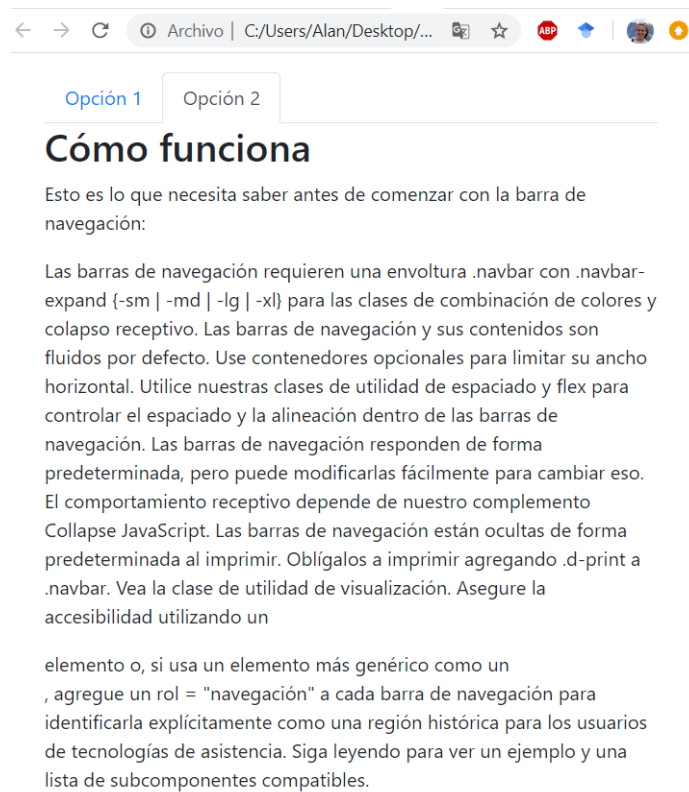 Archivo | C:/Users/Alan/Desktop/...
ABP
Opción 1
Opción 2
Cómo funciona
Esto es lo que necesita saber antes de comenzar con la barra de
navegación:
Las barras de navegación requieren una envoltura .navbar con .navbar-
expand {-sm | -md | -lg | -xl} para las clases de combinación de colores y
colapso receptivo. Las barras de navegación y sus contenidos son
fluidos por defecto. Use contenedores opcionales para limitar su ancho
horizontal. Utilice nuestras clases de utilidad de espaciado y flex para
controlar el espaciado y la alineación dentro de las barras de
navegación. Las barras de navegación responden de forma
predeterminada, pero puede modificarlas fácilmente para cambiar eso.
El comportamiento receptivo depende de nuestro complemento
Collapse JavaScript. Las barras de navegación están ocultas de forma
predeterminada al imprimir. Oblígalos a imprimir agregando .d-print a
.navbar. Vea la clase de utilidad de visualización. Asegure la
accesibilidad utilizando un
elemento o, si usa un elemento más genérico como un
, agregue un rol = "navegación" a cada barra de navegación para
identificarla explícitamente como una región histórica para los usuarios
de tecnologías de asistencia. Siga leyendo para ver un ejemplo y una
lista de subcomponentes compatibles.